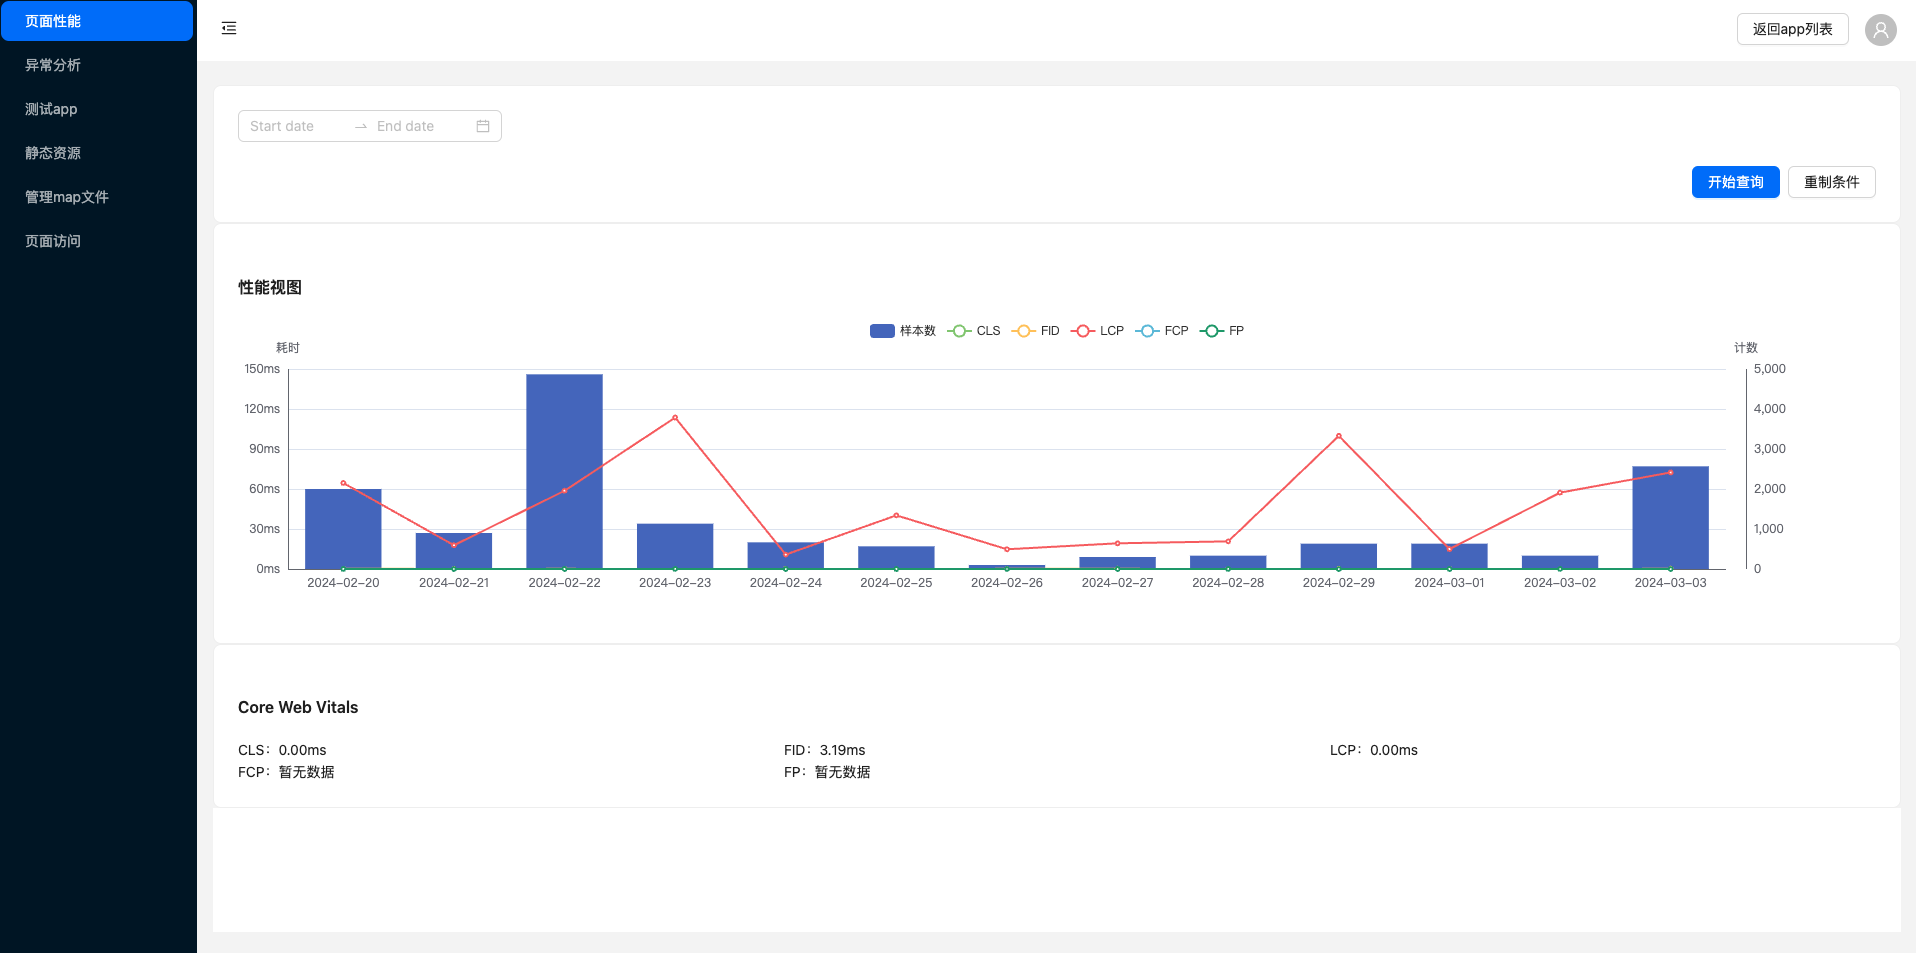 页面性能
异常分析
测试app
静态资源
管理map文件
页面访问
返回app列表
Start date
End date
开始查询
重制条件
性能视图
样本数 CLS FID LCP FCP FP
耗时
计数
150ms
120ms
90ms
60ms
30ms
0ms
5,000
4,000
3,000
2,000
1,000
0
2024-02-20 2024-02-21 2024-02-22 2024-02-23 2024-02-24 2024-02-25 2024-02-26 2024-02-27 2024-02-28 2024-02-29 2024-03-01 2024-03-02 2024-03-03
Core Web Vitals
CLS： 0.00ms FID： 3.19ms LCP： 0.00ms
FCP： 暂无数据 FP： 暂无数据